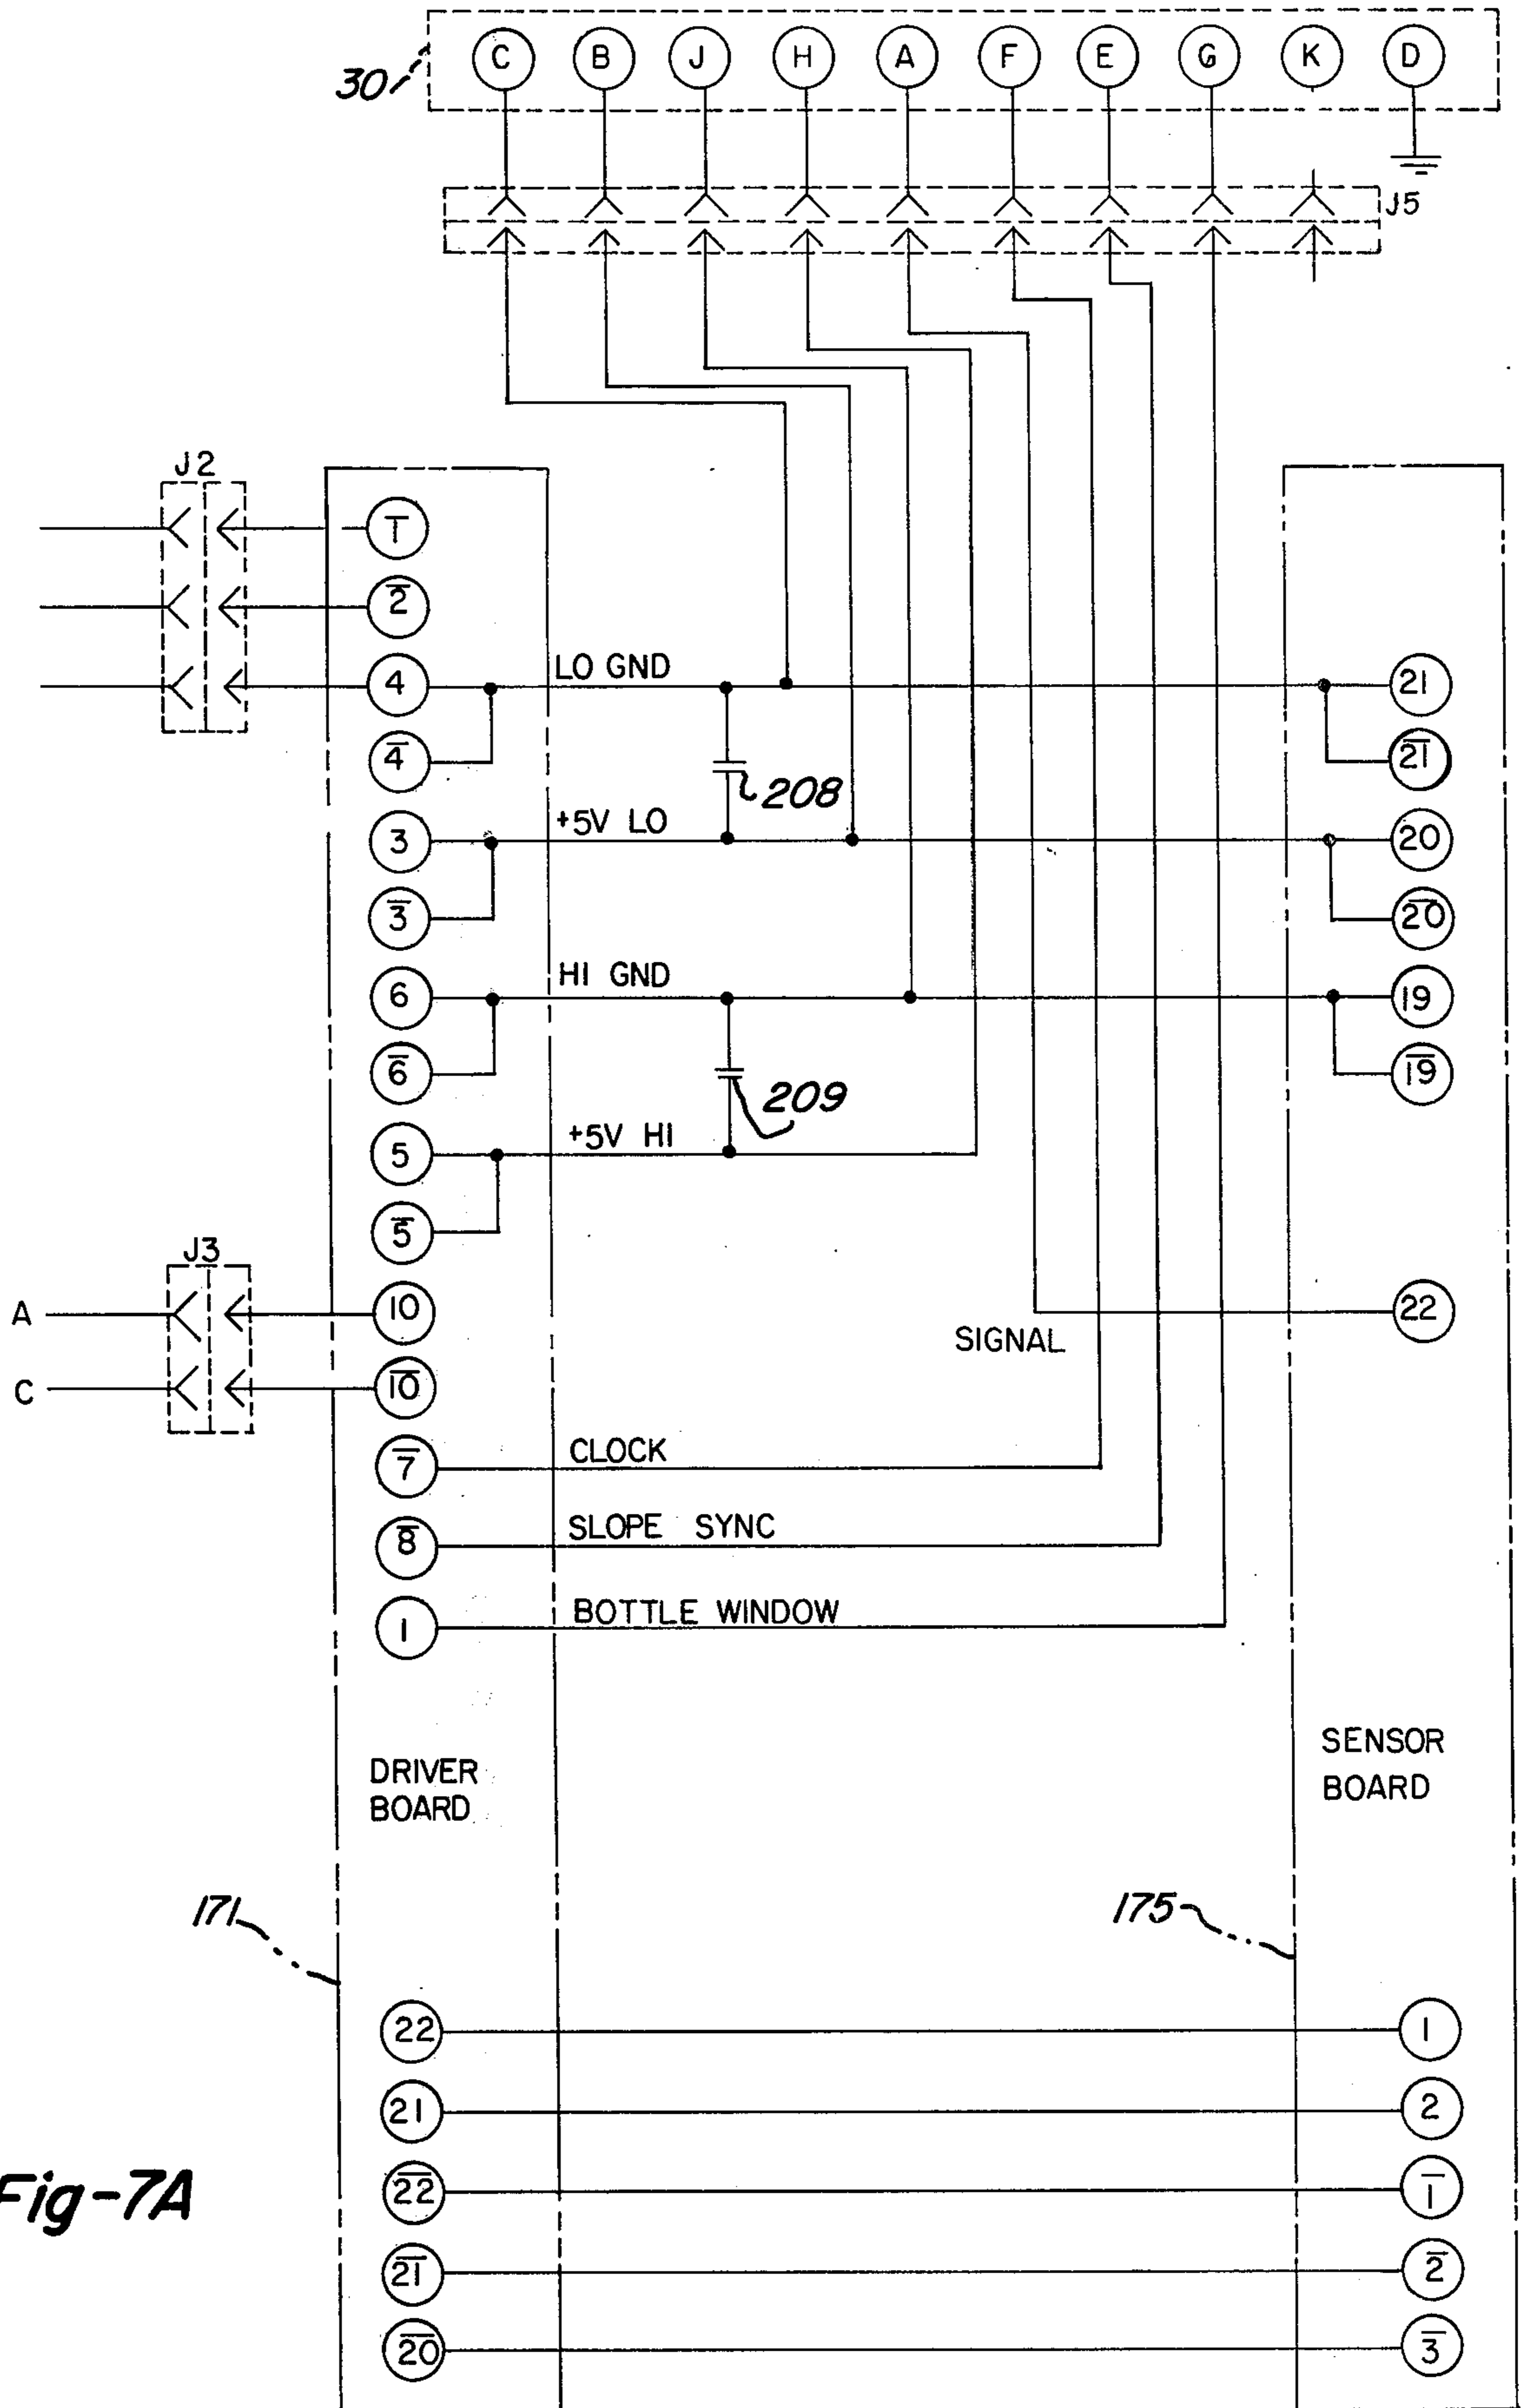 C B J H A F E G K D
30
J5
J2
T̅
2̅
4 LO GND 21
4̅ 2̅1̅
208
3 +5V LO 20
3̅ 2̅0̅
6 HI GND 19
6̅ 1̅9̅
209
5 +5V HI
5̅
J3
A 10 22
SIGNAL
C 1̅0̅
7̅ CLOCK
8̅ SLOPE SYNC
1 BOTTLE WINDOW
SENSOR
BOARD
DRIVER
BOARD
171 175
22 1
21 2
2̅2̅ 1̅
Fig-7A
2̅1̅ 2̅
2̅0̅ 3̅